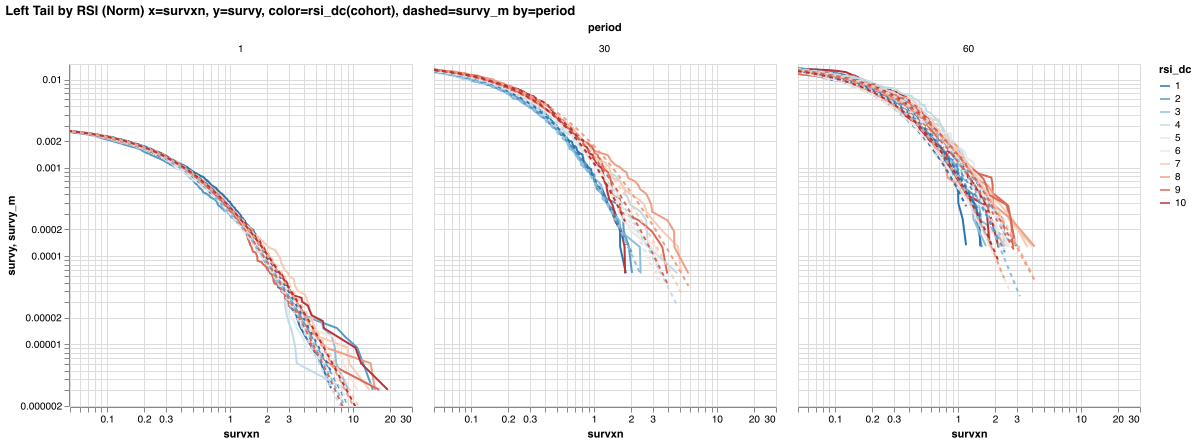 Left Tail by RSI (Norm) x=survxn, y=survy, color=rsi_dc(cohort), dashed=survy_m by=period
period
1
30
60
survy, survy_m
0.01
0.002
0.001
0.0002
0.0001
0.00002
0.00001
0.000002
0.1 0.2 0.3 1 2 3 10 20 30
survxn
0.1 0.2 0.3 1 2 3 10 20 30
survxn
0.1 0.2 0.3 1 2 3 10 20 30
survxn
rsi_dc
1
2
3
4
5
6
7
8
9
10